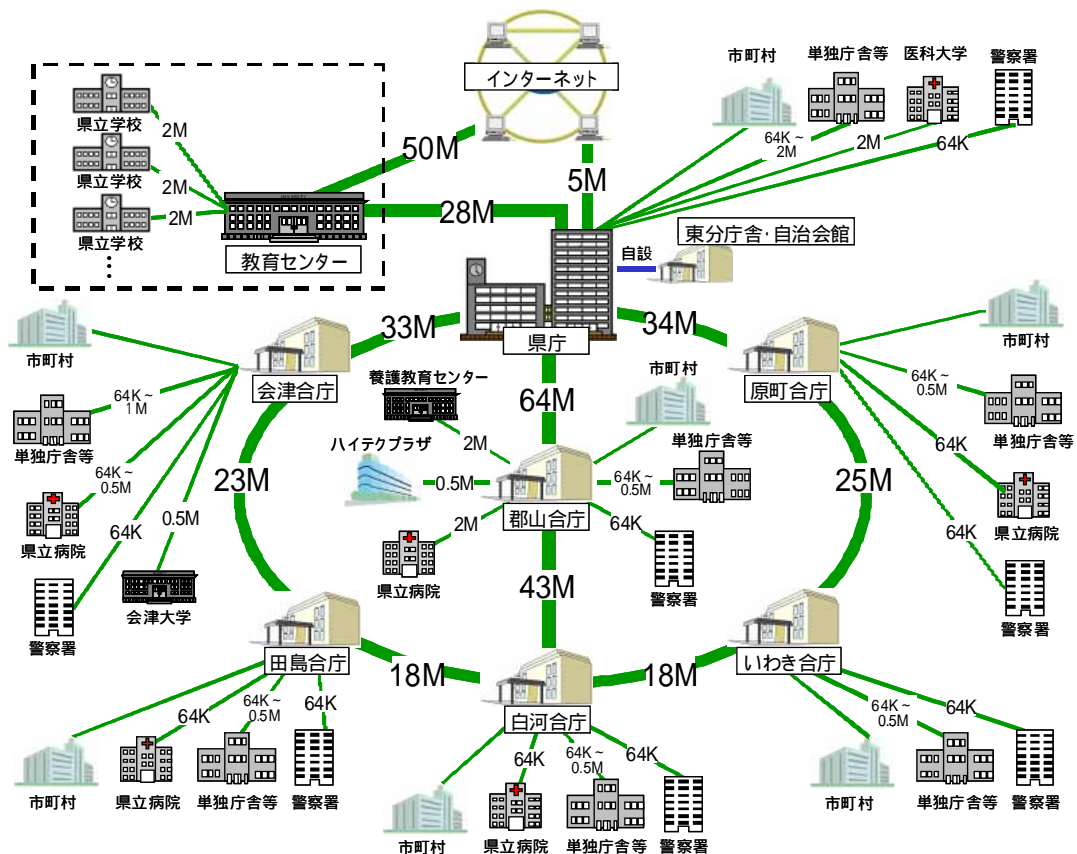 インターネット
50M
5M
28M
県立学校
2M
県立学校
2M
県立学校
2M
⋮
教育センター
市町村
単独庁舎等
64K~
2M
医科大学
2M
警察署
64K
東分庁舎・自治会館
自設
県庁
33M
64M
34M
会津合庁
市町村
64K~
1M
単独庁舎等
64K~
0.5M
県立病院
64K
警察署
0.5M
会津大学
23M
養護教育センター
2M
ハイテクプラザ
0.5M
2M
県立病院
郡山合庁
市町村
単独庁舎等
64K~
0.5M
64K
警察署
43M
原町合庁
市町村
64K~
0.5M
単独庁舎等
64K
県立病院
64K
警察署
25M
田島合庁
18M
市町村
64K
県立病院
64K~
0.5M
単独庁舎等
64K
警察署
白河合庁
18M
市町村
64K
県立病院
64K~
0.5M
単独庁舎等
64K
警察署
いわき合庁
市町村
64K~
0.5M
単独庁舎等
64K
警察署